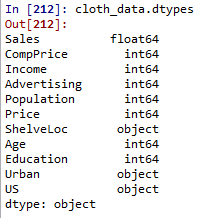 In [212]: cloth_data.dtypes
Out[212]:
Sales          float64
CompPrice        int64
Income           int64
Advertising      int64
Population       int64
Price            int64
ShelveLoc       object
Age              int64
Education        int64
Urban           object
US              object
dtype: object